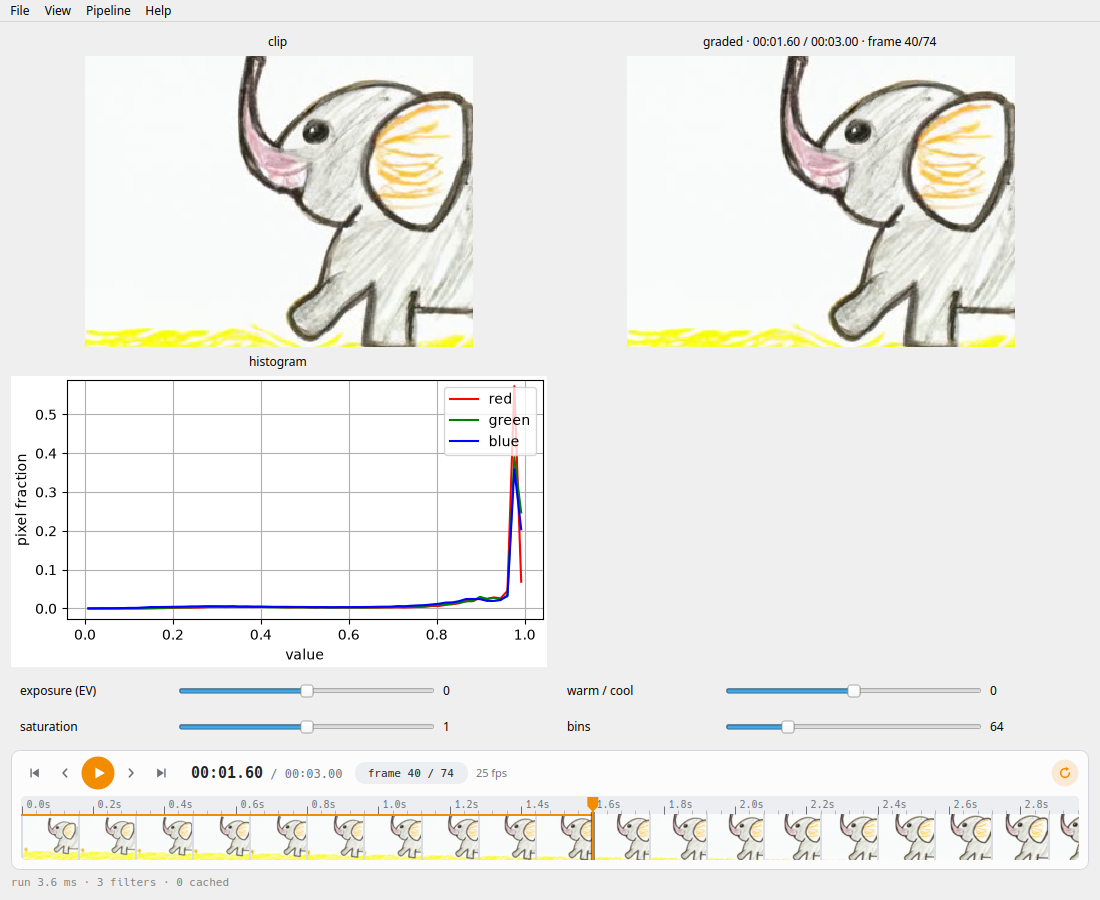 File View Pipeline Help
clip
graded · 00:01.60 / 00:03.00 · frame 40/74
histogram
red
green
blue
0.5
0.4
0.3
0.2
0.1
0.0
pixel fraction
0.0 0.2 0.4 0.6 0.8 1.0
value
exposure (EV) 0 warm / cool 0
saturation 1 bins 64
00:01.60 / 00:03.00 frame 40 / 74 25 fps
0.0s 0.2s 0.4s 0.6s 0.8s 1.0s 1.2s 1.4s 1.6s 1.8s 2.0s 2.2s 2.4s 2.6s 2.8s
run 3.6 ms · 3 filters · 0 cached